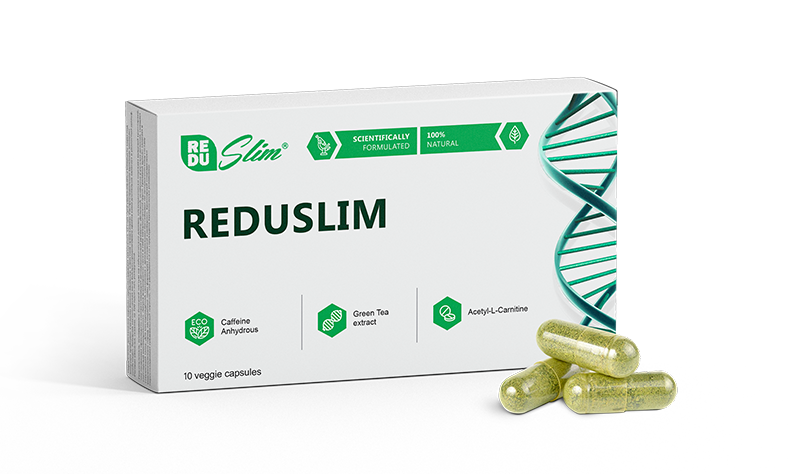 RE
DU
Slim®
SCIENTIFICALLY
FORMULATED
100%
NATURAL
REDUSLIM
ECO
Caffeine
Anhydrous
Green Tea
extract
Acetyl-L-Carnitine
10 veggie capsules